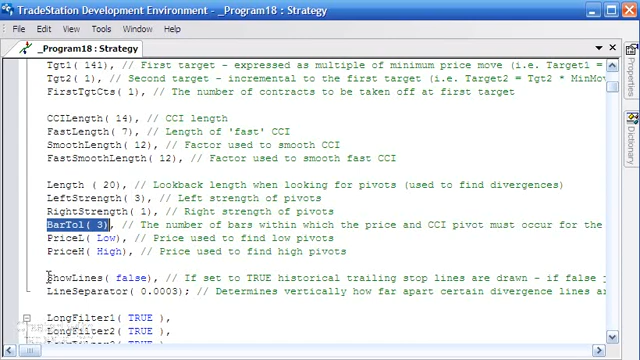 TradeStation Development Environment - _Program18 : Strategy
File Edit View Tools Window Help
_Program18 : Strategy
Tgt1( 141), // First target - expressed as multiple of minimum price move (i.e. Target1 =
Tgt2( 1), // Second target - incremental to the first target (i.e. Target2 = Tgt2 * MinMov
FirstTgtCts( 1), // The number of contracts to be taken off at first target
CCILength( 14), // CCI length
FastLength( 7), // Length of 'fast' CCI
SmoothLength( 12), // Factor used to smooth CCI
FastSmoothLength( 12), // Factor used to smooth fast CCI
Length ( 20), // Lookback length when looking for pivots (used to find divergences)
LeftStrength( 3), // Left strength of pivots
RightStrength( 1), // Right strength of pivots
BarTol( 3), // The number of bars within which the price and CCI pivot must occur for the
PriceL( Low), // Price used to find low pivots
PriceH( High), // Price used to find high pivots
ShowLines( false), // If set to TRUE historical trailing stop lines are drawn - if false
LineSeparator( 0.0003); // Determines vertically how far apart certain divergence lines
LongFilter1( TRUE ),
LongFilter2( TRUE ),
Properties